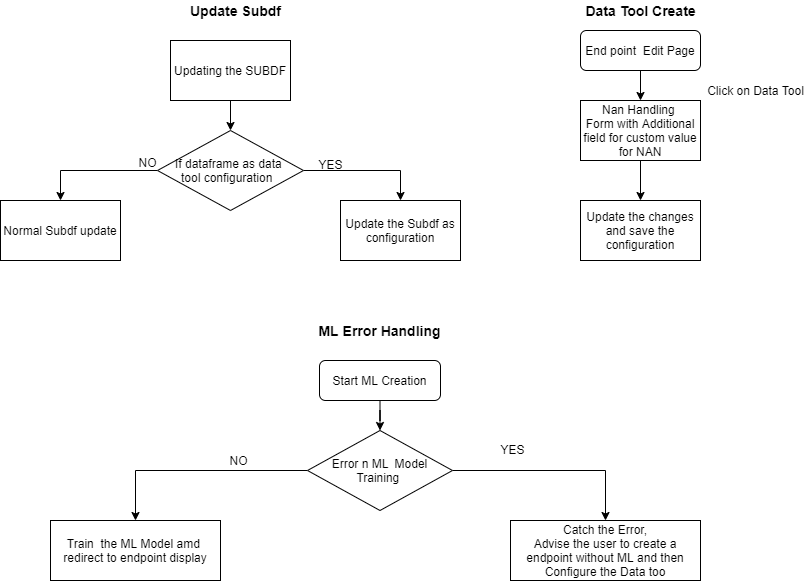 Update Subdf
Updating the SUBDF
If dataframe as data
tool configuration
NO
YES
Normal Subdf update
Update the Subdf as
configuration
Data Tool Create
End point  Edit Page
Click on Data Tool
Nan Handling
Form with Additional
field for custom value
for NAN
Update the changes
and save the
configuration
ML Error Handling
Start ML Creation
Error n ML  Model
Training
NO
YES
Train  the ML Model amd
redirect to endpoint display
Catch the Error,
Advise the user to create a
endpoint without ML and then
Configure the Data too